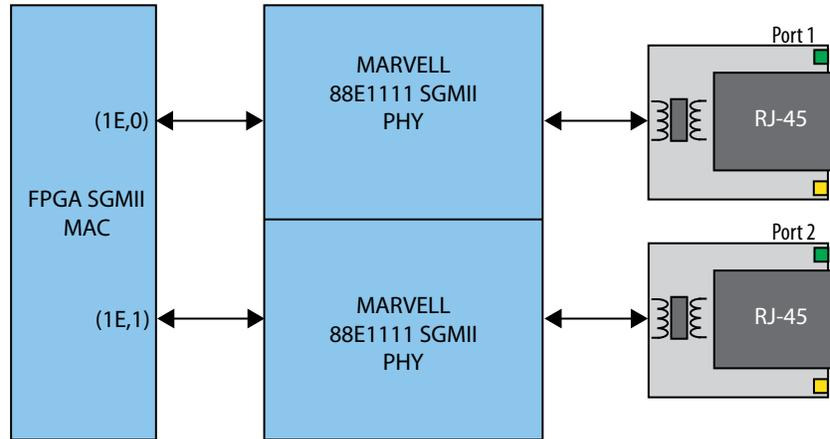 Port 1
MARVELL
88E1111 SGMII
PHY
(1E,0)
RJ-45
FPGA SGMII
MAC
Port 2
(1E,1)
MARVELL
88E1111 SGMII
PHY
RJ-45